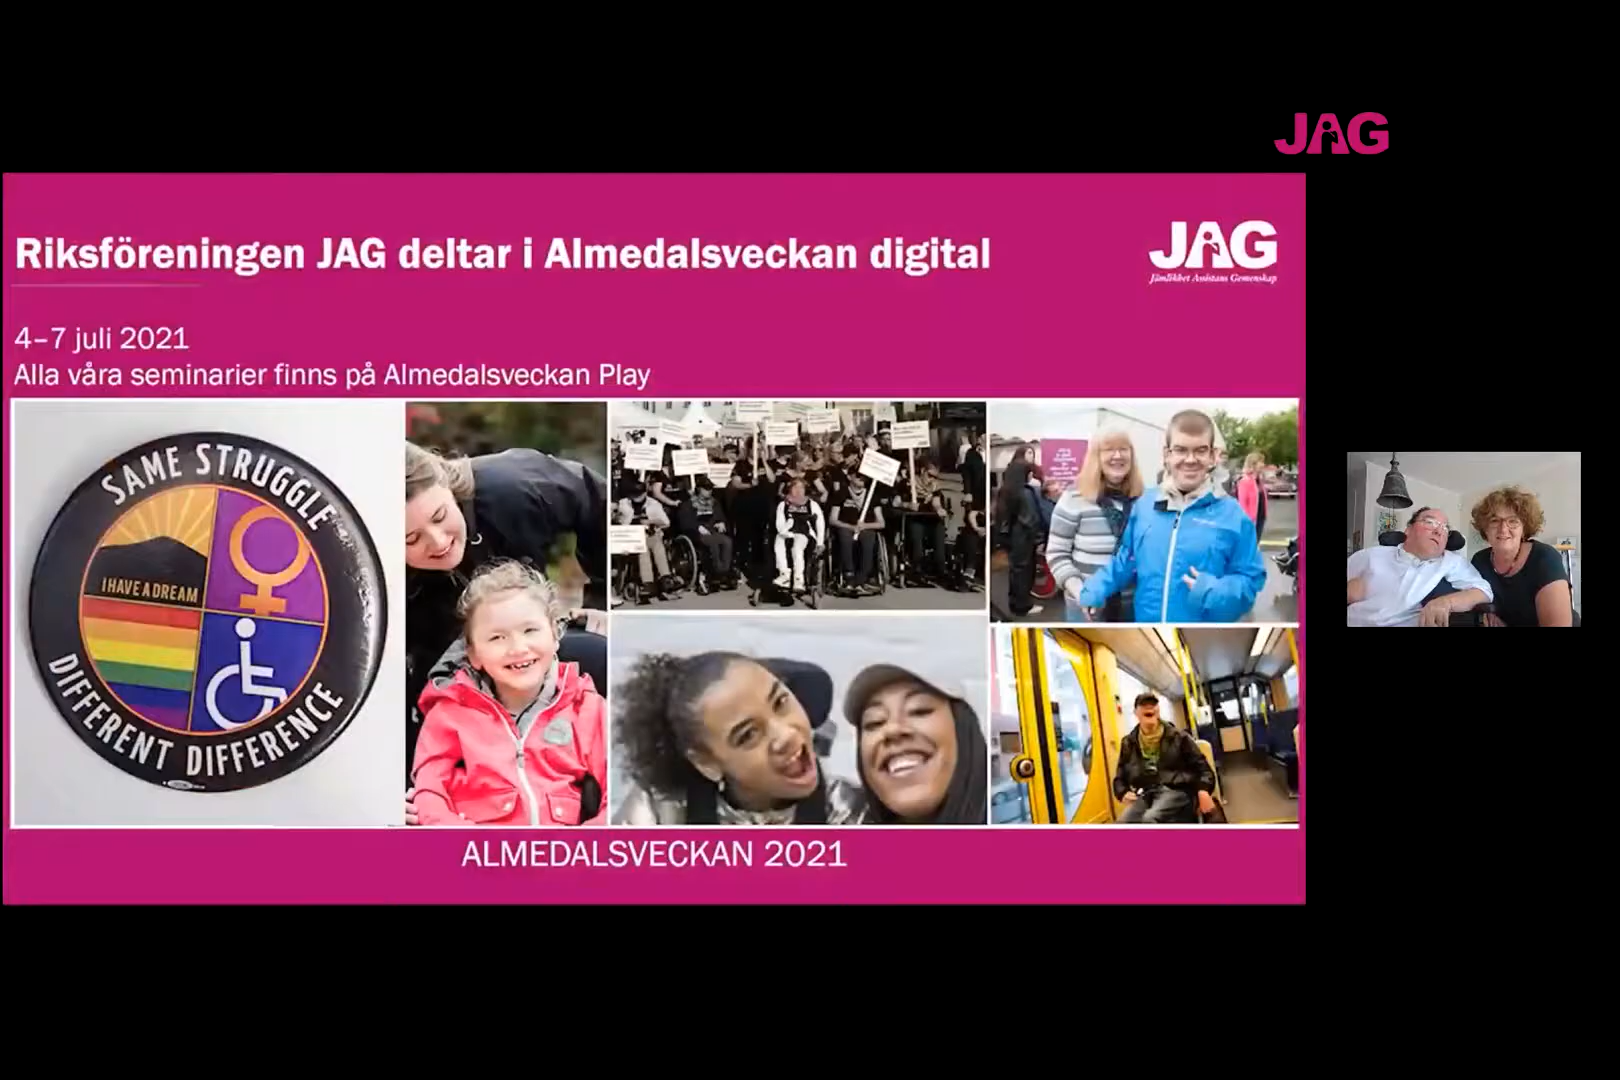 JAG
Riksföreningen JAG deltar i Almedalsveckan digital
JAG
Jämlikhet Assistans Gemenskap
4–7 juli 2021
Alla våra seminarier finns på Almedalsveckan Play
SAME STRUGGLE
I HAVE A DREAM
DIFFERENT DIFFERENCE
ALMEDALSVECKAN 2021